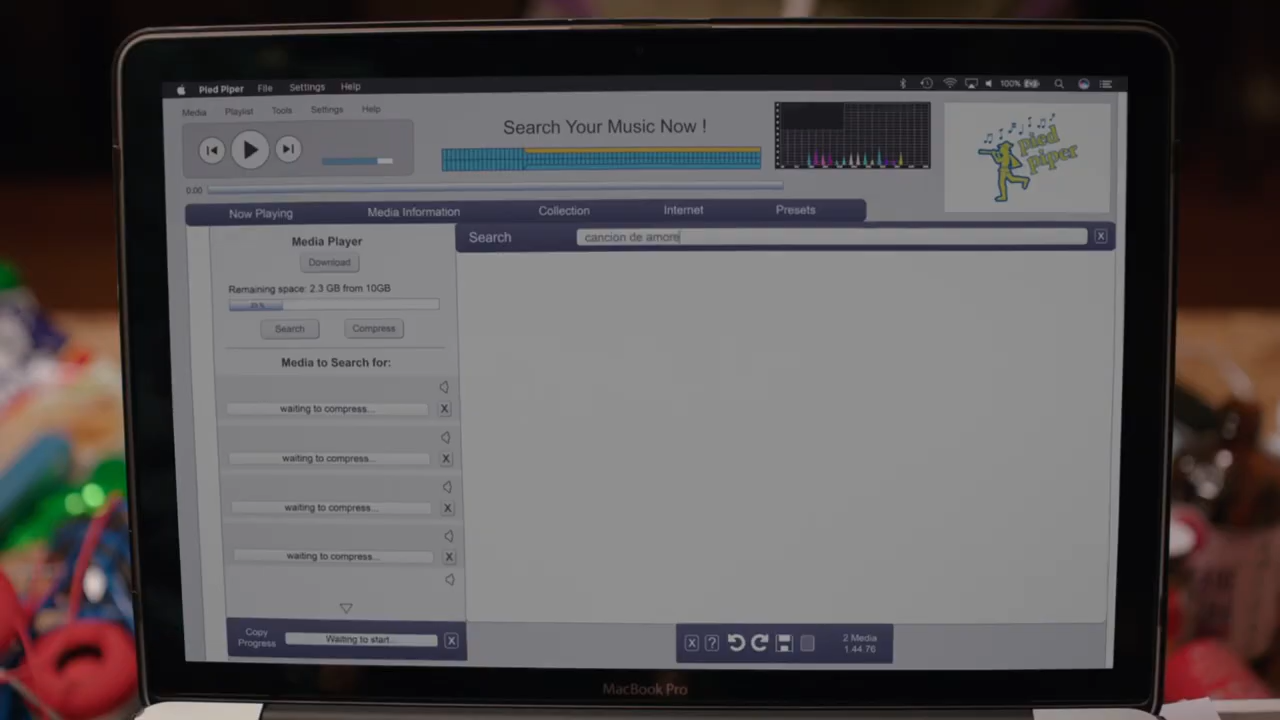 Pied Piper File Settings Help 100%
Media Playlist Tools Settings Help
Search Your Music Now !
pied piper
0:00
Now Playing Media Information Collection Internet Presets
Media Player
Search cancion de amore X
Download
Remaining space: 2.3 GB from 10GB
Search Compress
Media to Search for:
waiting to compress... X
waiting to compress... X
waiting to compress... X
waiting to compress... X
Copy Progress Waiting to start... X
X ? 2 Media
1.44 76
MacBook Pro